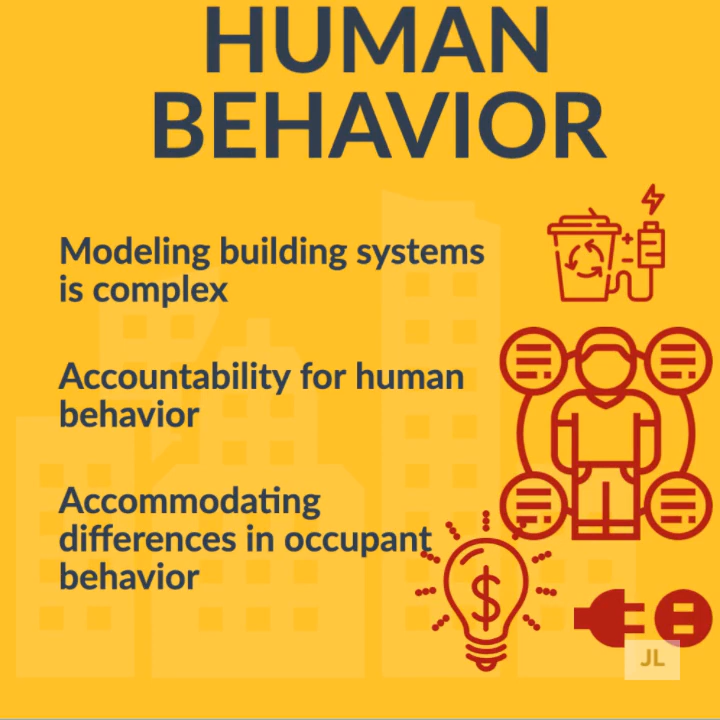 HUMAN
BEHAVIOR
Modeling building systems
is complex
Accountability for human
behavior
Accommodating
differences in occupant
behavior
$
JL